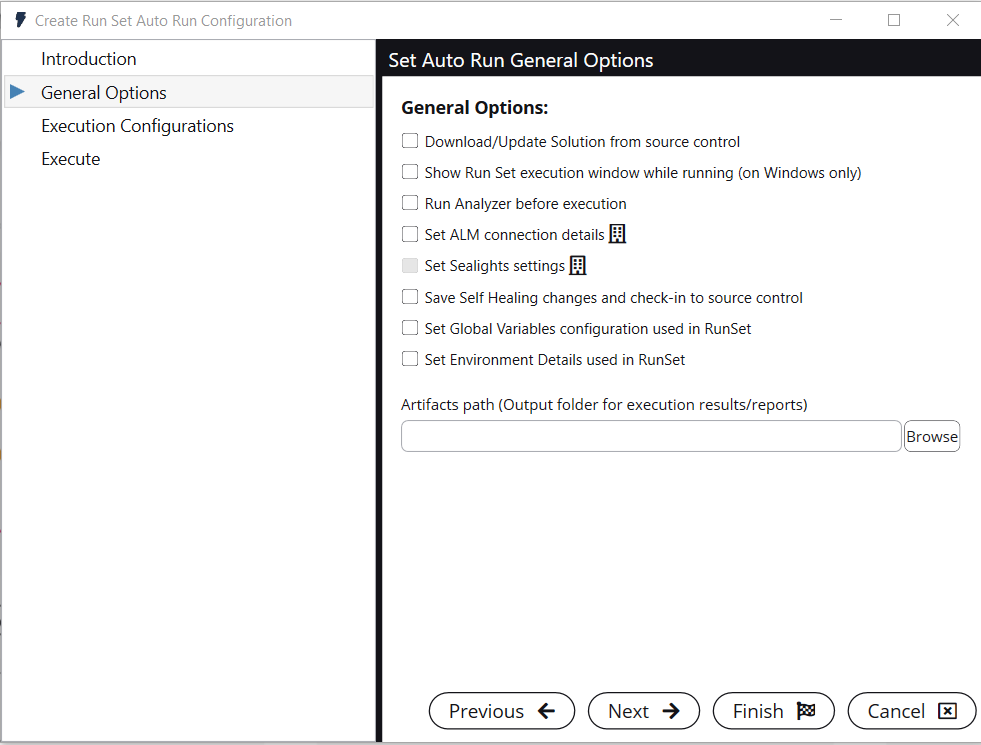 Create Run Set Auto Run Configuration
Introduction
General Options
Execution Configurations
Execute
Set Auto Run General Options
General Options:
Download/Update Solution from source control
Show Run Set execution window while running (on Windows only)
Run Analyzer before execution
Set ALM connection details
Set Sealights settings
Save Self Healing changes and check-in to source control
Set Global Variables configuration used in RunSet
Set Environment Details used in RunSet
Artifacts path (Output folder for execution results/reports)
Browse
Previous
Next
Finish
Cancel